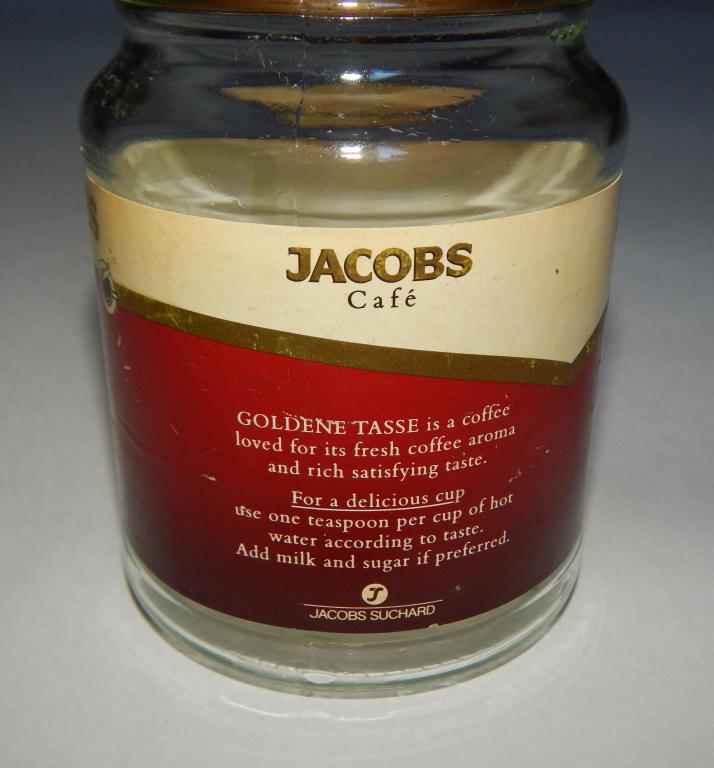 JACOBS
Café
GOLDENE TASSE is a coffee
loved for its fresh coffee aroma
and rich satisfying taste.
For a delicious cup
use one teaspoon per cup of hot
water according to taste.
Add milk and sugar if preferred.
J
JACOBS SUCHARD